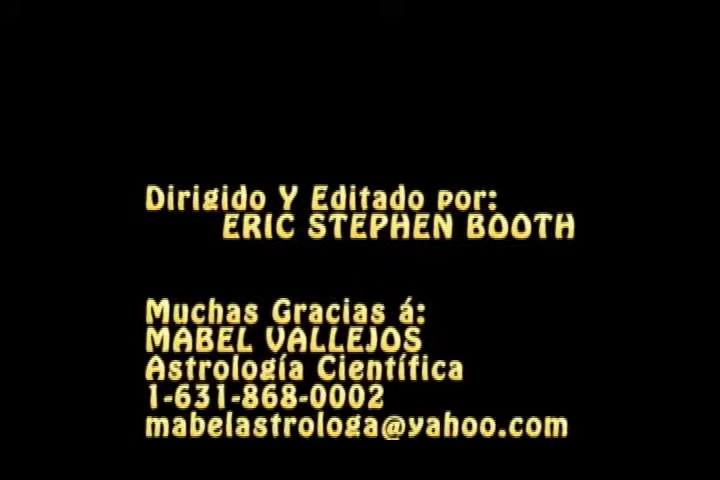 Dirigido Y Editado por:
ERIC STEPHEN BOOTH
Muchas Gracias á:
MABEL VALLEJOS
Astrología Científica
1-631-868-0002
mabelastrologa@yahoo.com